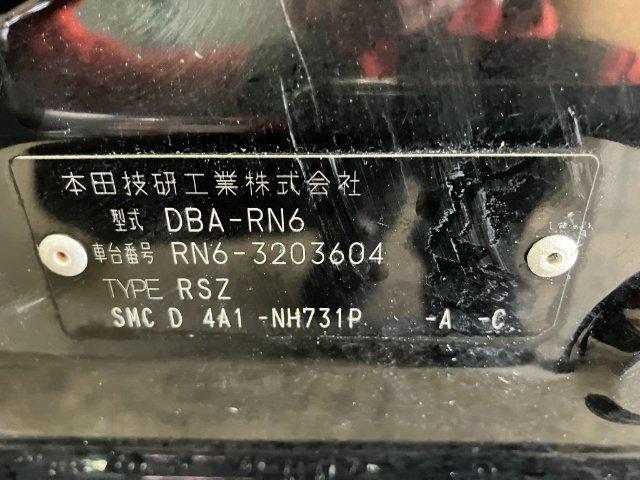 本田技研工業株式会社
型式 DBA-RN6
車台番号 RN6-3203604
TYPE RSZ
SMC D 4A1 -NH731P -A -C